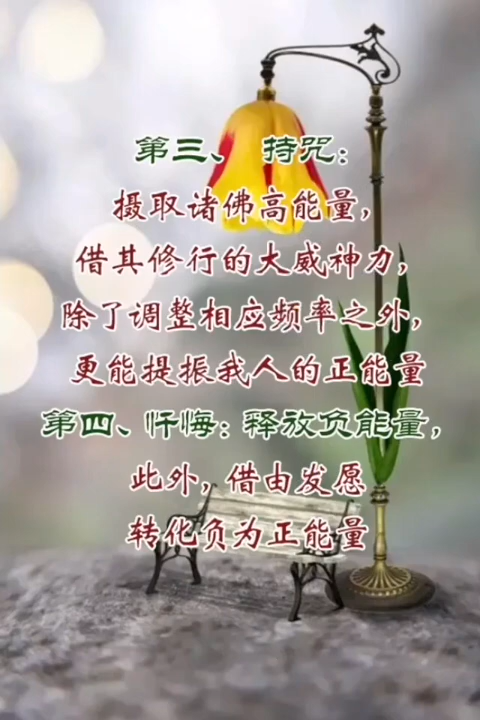 第三、 持咒:
摄取诸佛高能量,
借其修行的大威神力,
除了调整相应频率之外,
更能提振我人的正能量
第四、忏悔:释放负能量,
此外,借由发愿
转化负为正能量